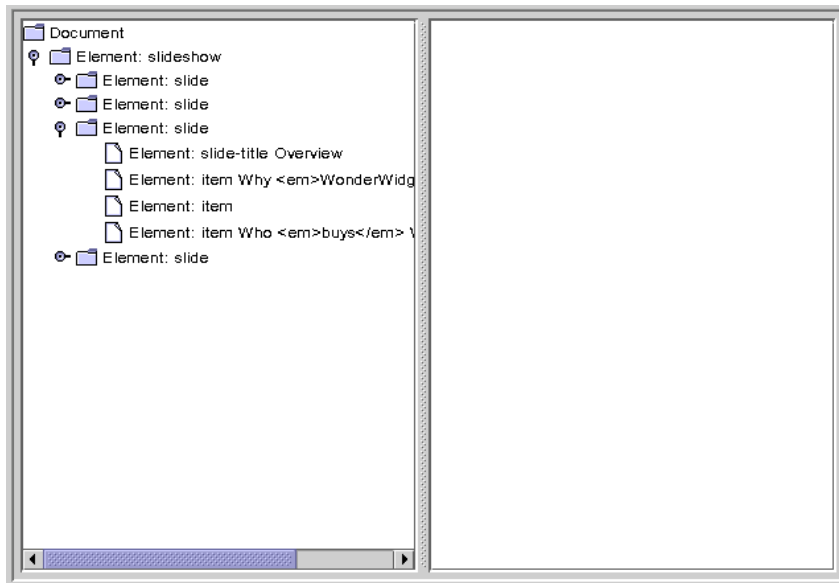 Document
Element: slideshow
Element: slide
Element: slide
Element: slide
Element: slide-title Overview
Element: item Why <em>WonderWidg
Element: item
Element: item Who <em>buys</em>
Element: slide